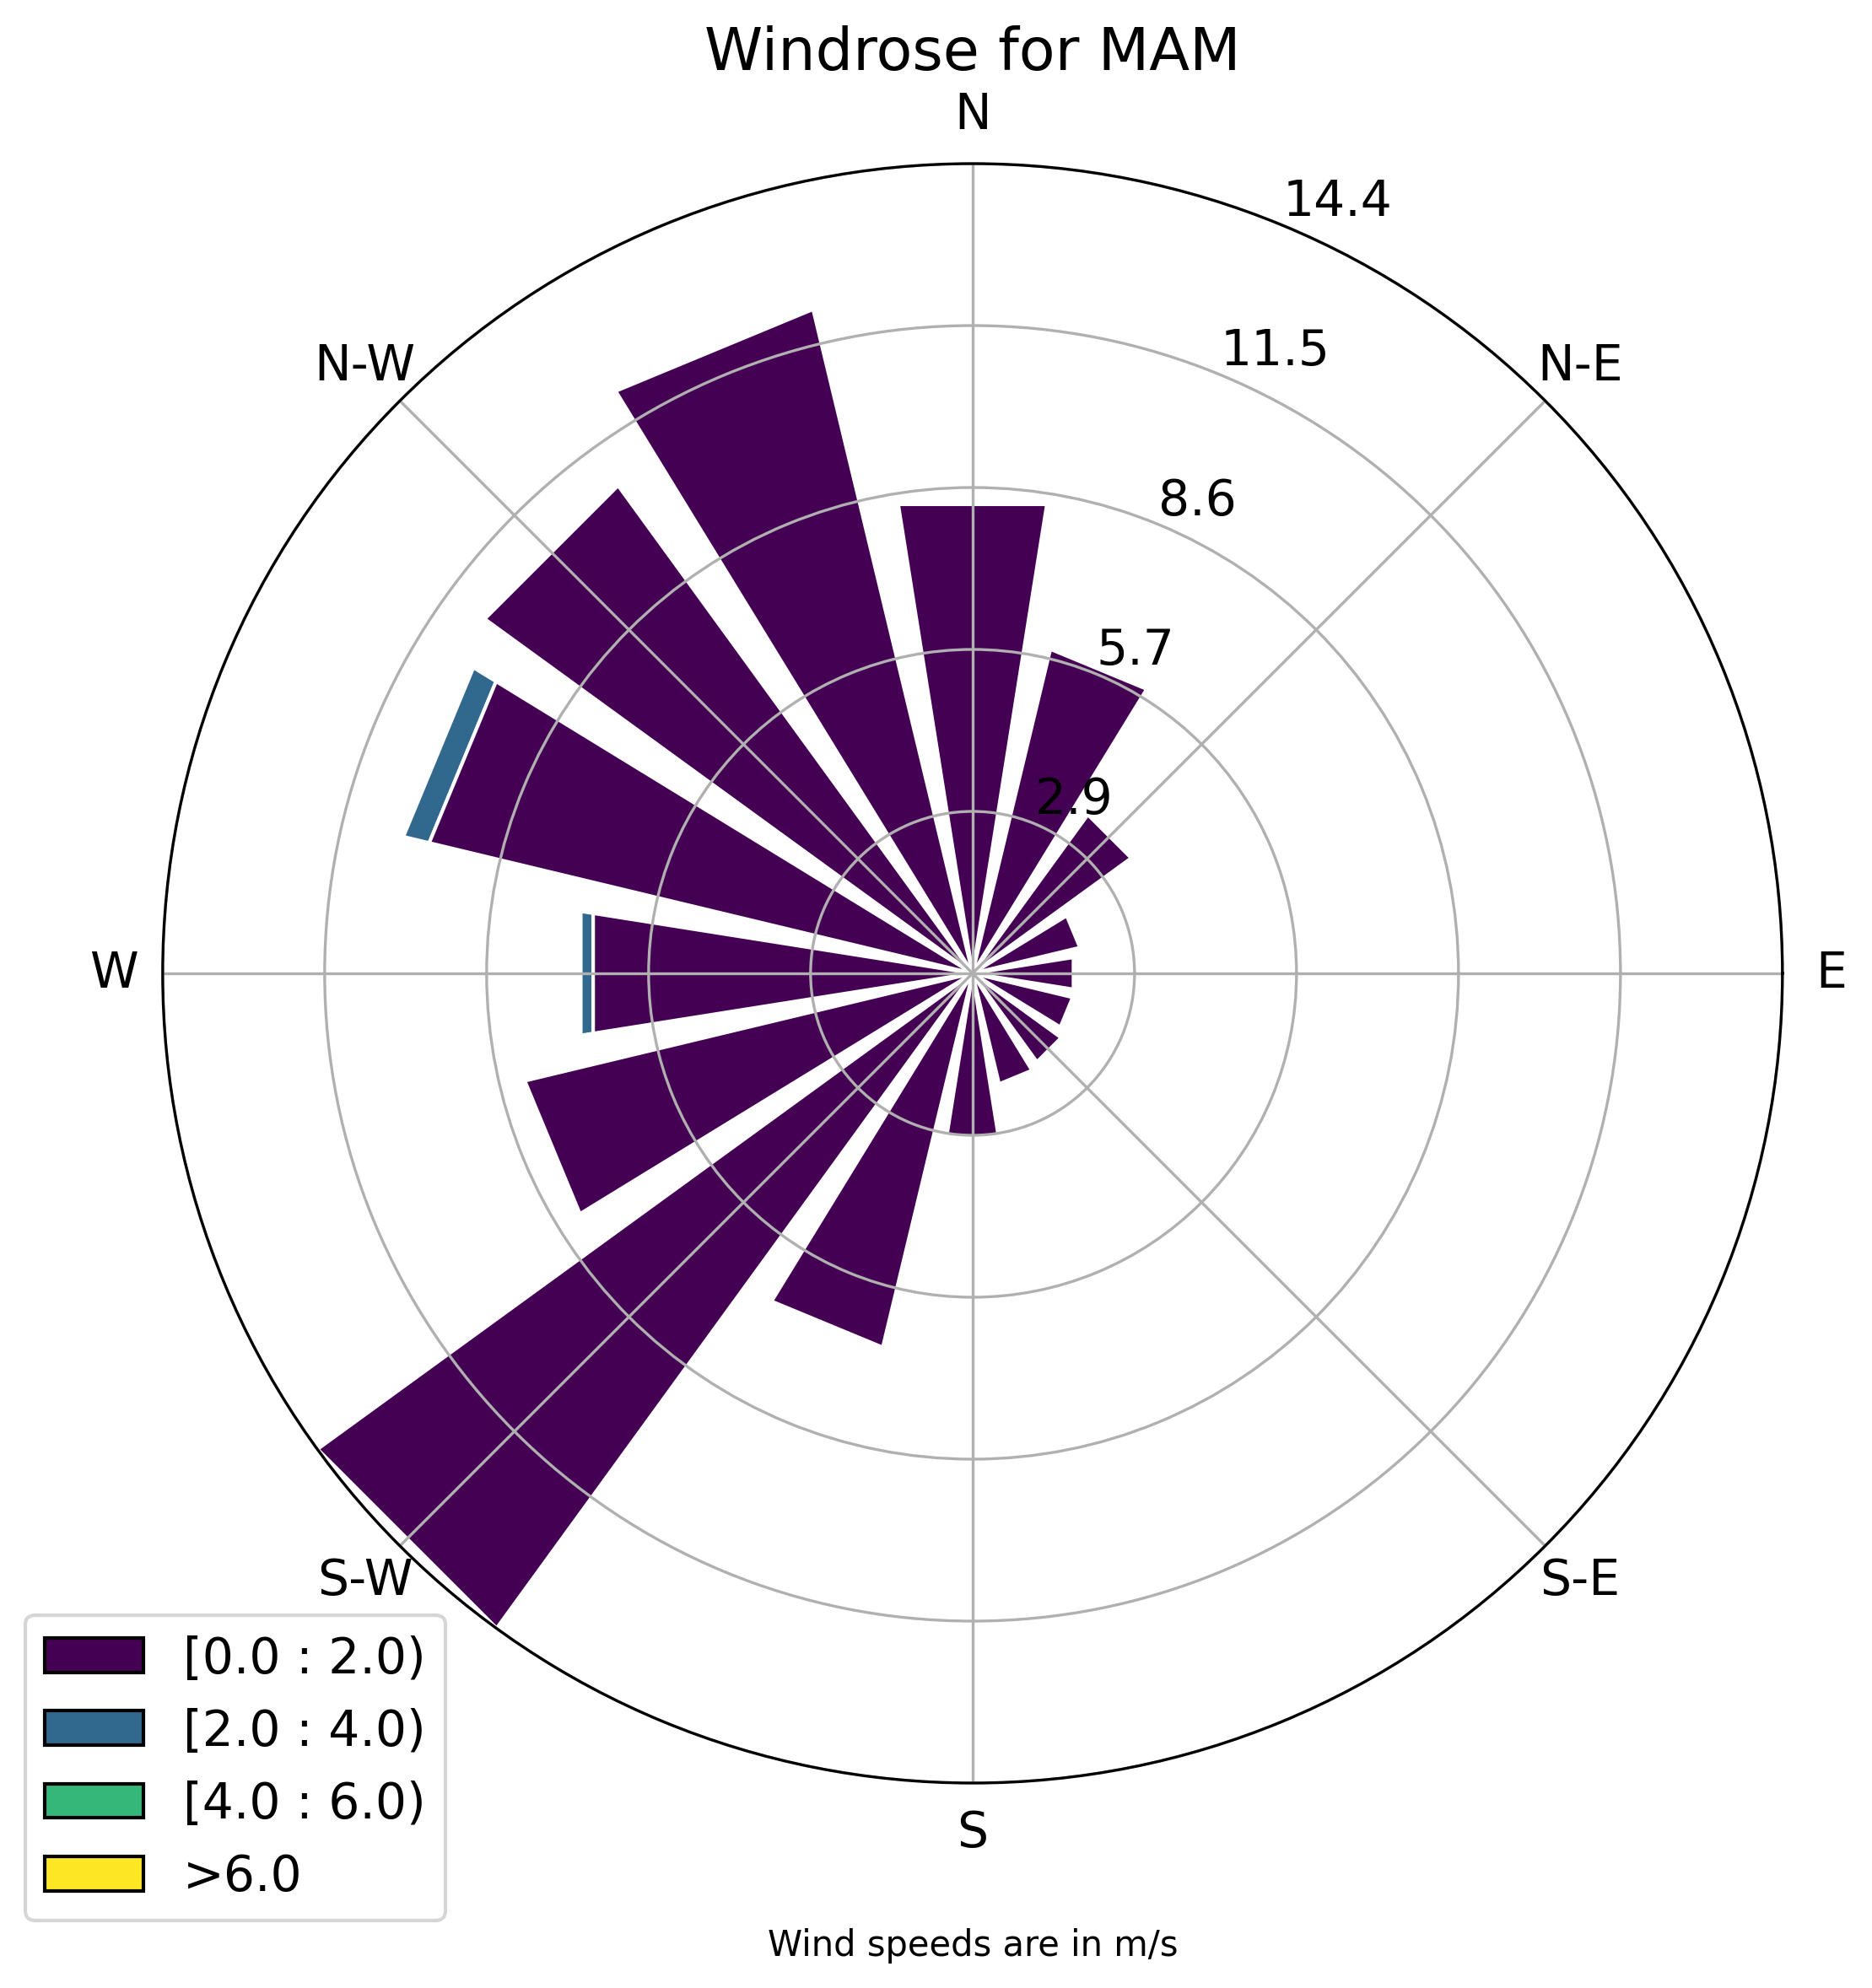 Windrose for MAM
N
14.4
N-W
11.5
N-E
8.6
5.7
2.9
W
E
S-W
S-E
[0.0 : 2.0)
[2.0 : 4.0)
[4.0 : 6.0)
S
>6.0
Wind speeds are in m/s